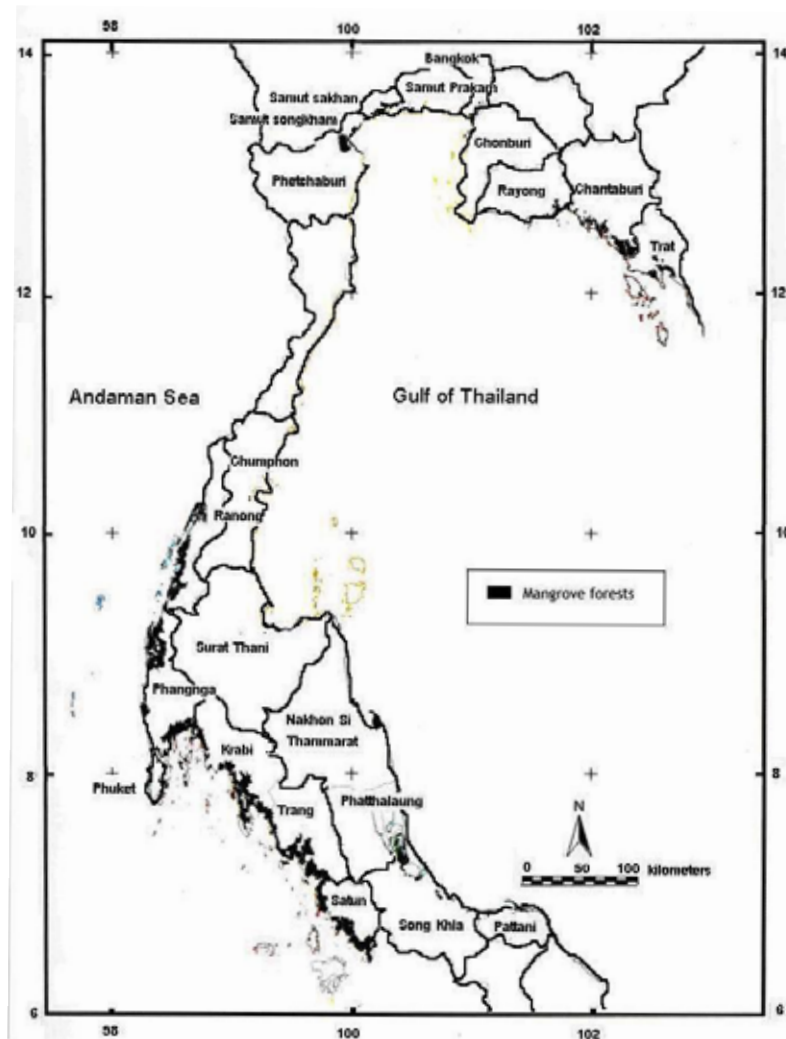 98 100 102
14 14
Bangkok
Samut sakhan Samut Prakarn
Samut songkham
Chonburi
Phetchaburi Rayong Chantaburi
Trat
12 12
Andaman Sea Gulf of Thailand
Chumphon
Ranong
10 10
Mangrove forests
Surat Thani
Phangnga
Nakhon Si
Thammarat
Krabi
8 8
Phuket
Phatthalaung
Trang
N
0 50 100
kilometers
Satun
Song Khla Pattani
6 6
98 100 102